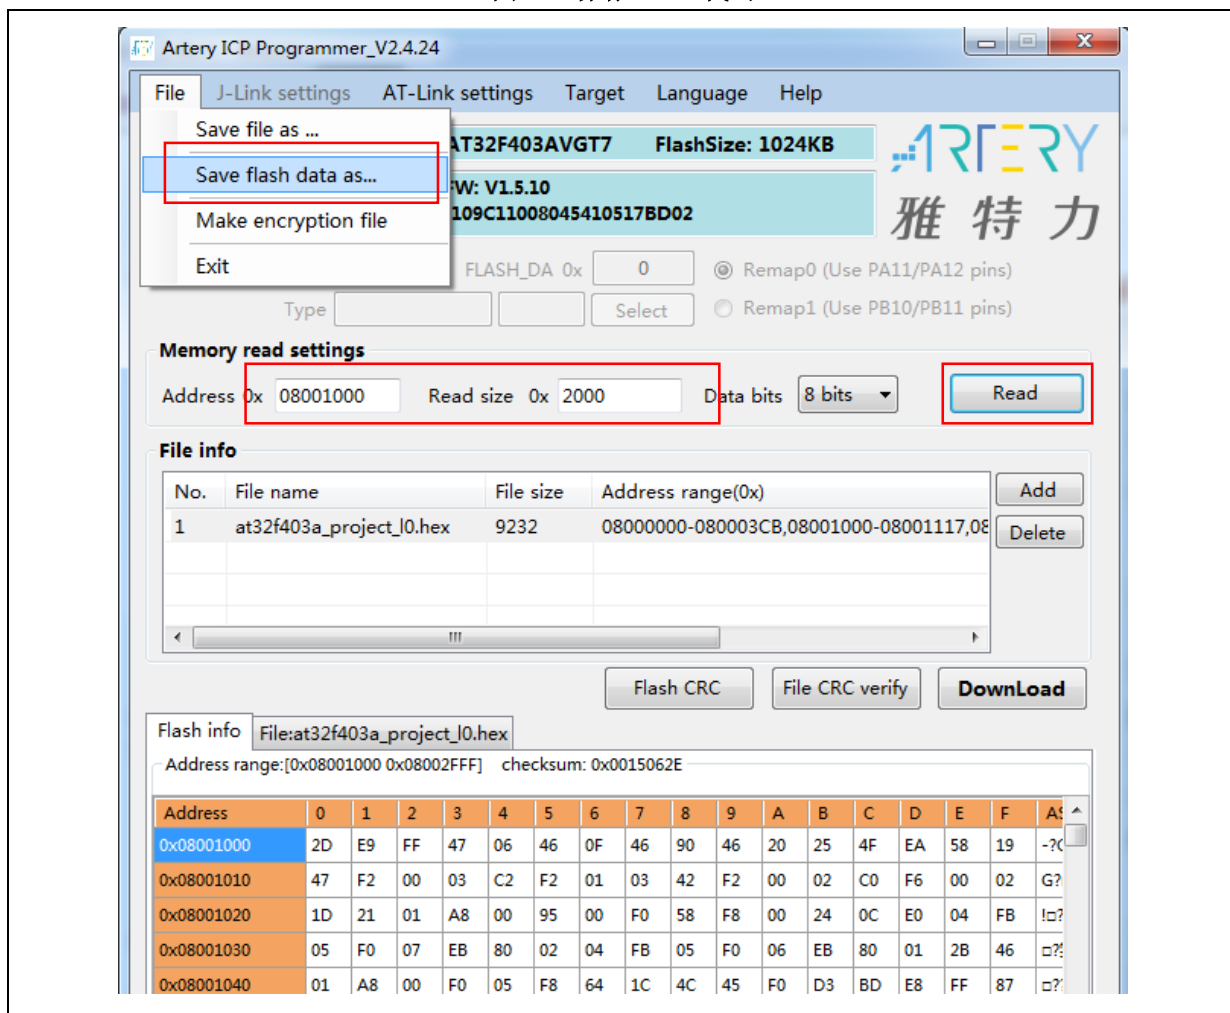 Artery ICP Programmer_V2.4.24
File J-Link settings AT-Link settings Target Language Help
Save file as ...
Save flash data as...
Make encryption file
Exit
AT32F403AVGT7 FlashSize: 1024KB
FW: V1.5.10
109C11008045410517BD02
ARTERY
雅特力
FLASH_DA 0x 0 Remap0 (Use PA11/PA12 pins)
Type Select Remap1 (Use PB10/PB11 pins)
Memory read settings
Address 0x 08001000 Read size 0x 2000 Data bits 8 bits Read
File info
No. File name File size Address range(0x) Add
1 at32f403a_project_l0.hex 9232 08000000-080003CB,08001000-08001117,08 Delete
Flash CRC File CRC verify DownLoad
Flash info File:at32f403a_project_l0.hex
Address range:[0x08001000 0x08002FFF] checksum: 0x0015062E
Address 0 1 2 3 4 5 6 7 8 9 A B C D E F
0x08001000 2D E9 FF 47 06 46 0F 46 90 46 20 25 4F EA 58 19
0x08001010 47 F2 00 03 C2 F2 01 03 42 F2 00 02 C0 F6 00 02 G?
0x08001020 1D 21 01 A8 00 95 00 F0 58 F8 00 24 0C E0 04 FB
0x08001030 05 F0 07 EB 80 02 04 FB 05 F0 06 EB 80 01 2B 46
0x08001040 01 A8 00 F0 05 F8 64 1C 4C 45 F0 D3 BD E8 FF 87